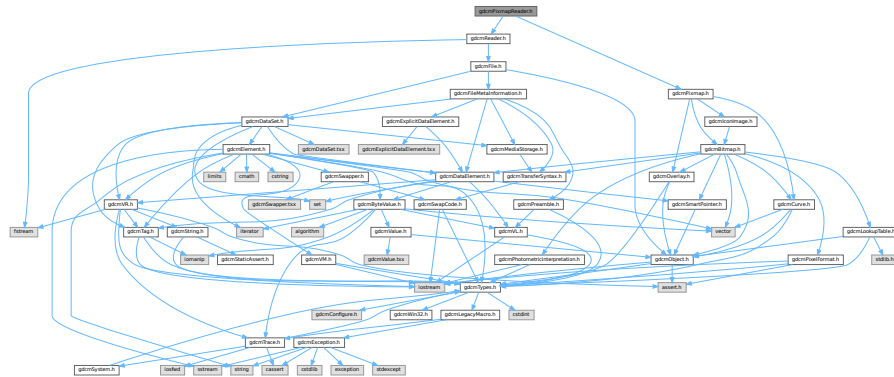 gdcmPixmapReader.h
gdcmReader.h
gdcmFile.h
gdcmFileMetaInformation.h
gdcmPixmap.h
gdcmDataSet.h
gdcmExplicitDataElement.h
gdcmIconImage.h
gdcmElement.h
gdcmDataSet.txx
gdcmExplicitDataElement.txx
gdcmMediaStorage.h
gdcmBitmap.h
limits
cmath
cstring
gdcmSwapper.h
gdcmDataElement.h
gdcmTransferSyntax.h
gdcmOverlay.h
gdcmVR.h
gdcmSwapper.txx
set
gdcmByteValue.h
gdcmSwapCode.h
gdcmPreamble.h
gdcmSmartPointer.h
gdcmCurve.h
fstream
gdcmTag.h
gdcmString.h
iterator
algorithm
gdcmValue.h
gdcmVL.h
vector
gdcmLookupTable.h
iomanip
gdcmStaticAssert.h
gdcmVM.h
gdcmValue.txx
gdcmPhotometricInterpretation.h
gdcmObject.h
gdcmPixelFormat.h
stdlib.h
iostream
gdcmTypes.h
assert.h
gdcmConfigure.h
gdcmWin32.h
gdcmLegacyMacro.h
cstdint
gdcmTrace.h
gdcmException.h
gdcmSystem.h
iosfwd
sstream
string
cassert
cstdlib
exception
stdexcept